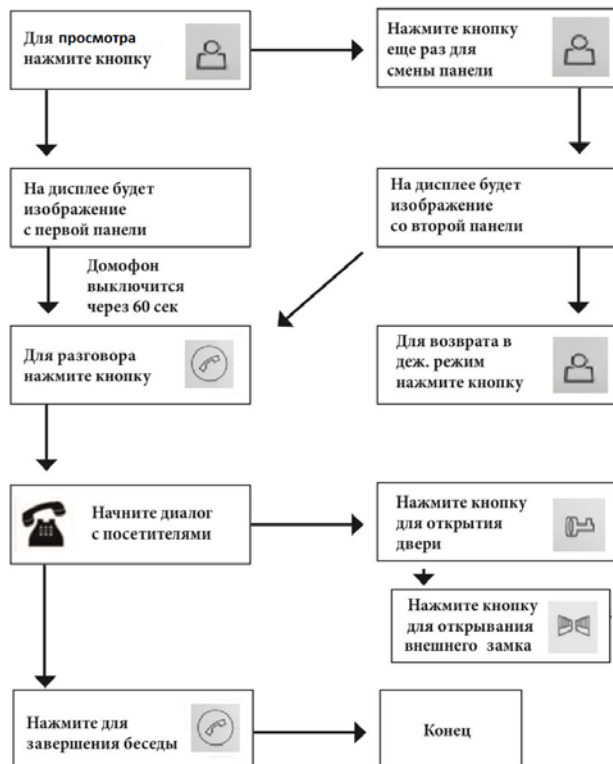 Для просмотра
нажмите кнопку
Нажмите кнопку
еще раз для
смены панели
На дисплее будет
изображение
с первой панели
На дисплее будет
изображение
со второй панели
Домофон
выключится
через 60 сек
Для разговора
нажмите кнопку
Для возврата в
деж. режим
нажмите кнопку
Начните диалог
с посетителями
Нажмите кнопку
для открытия
двери
Нажмите кнопку
для открывания
внешнего замка
Нажмите для
завершения беседы
Конец